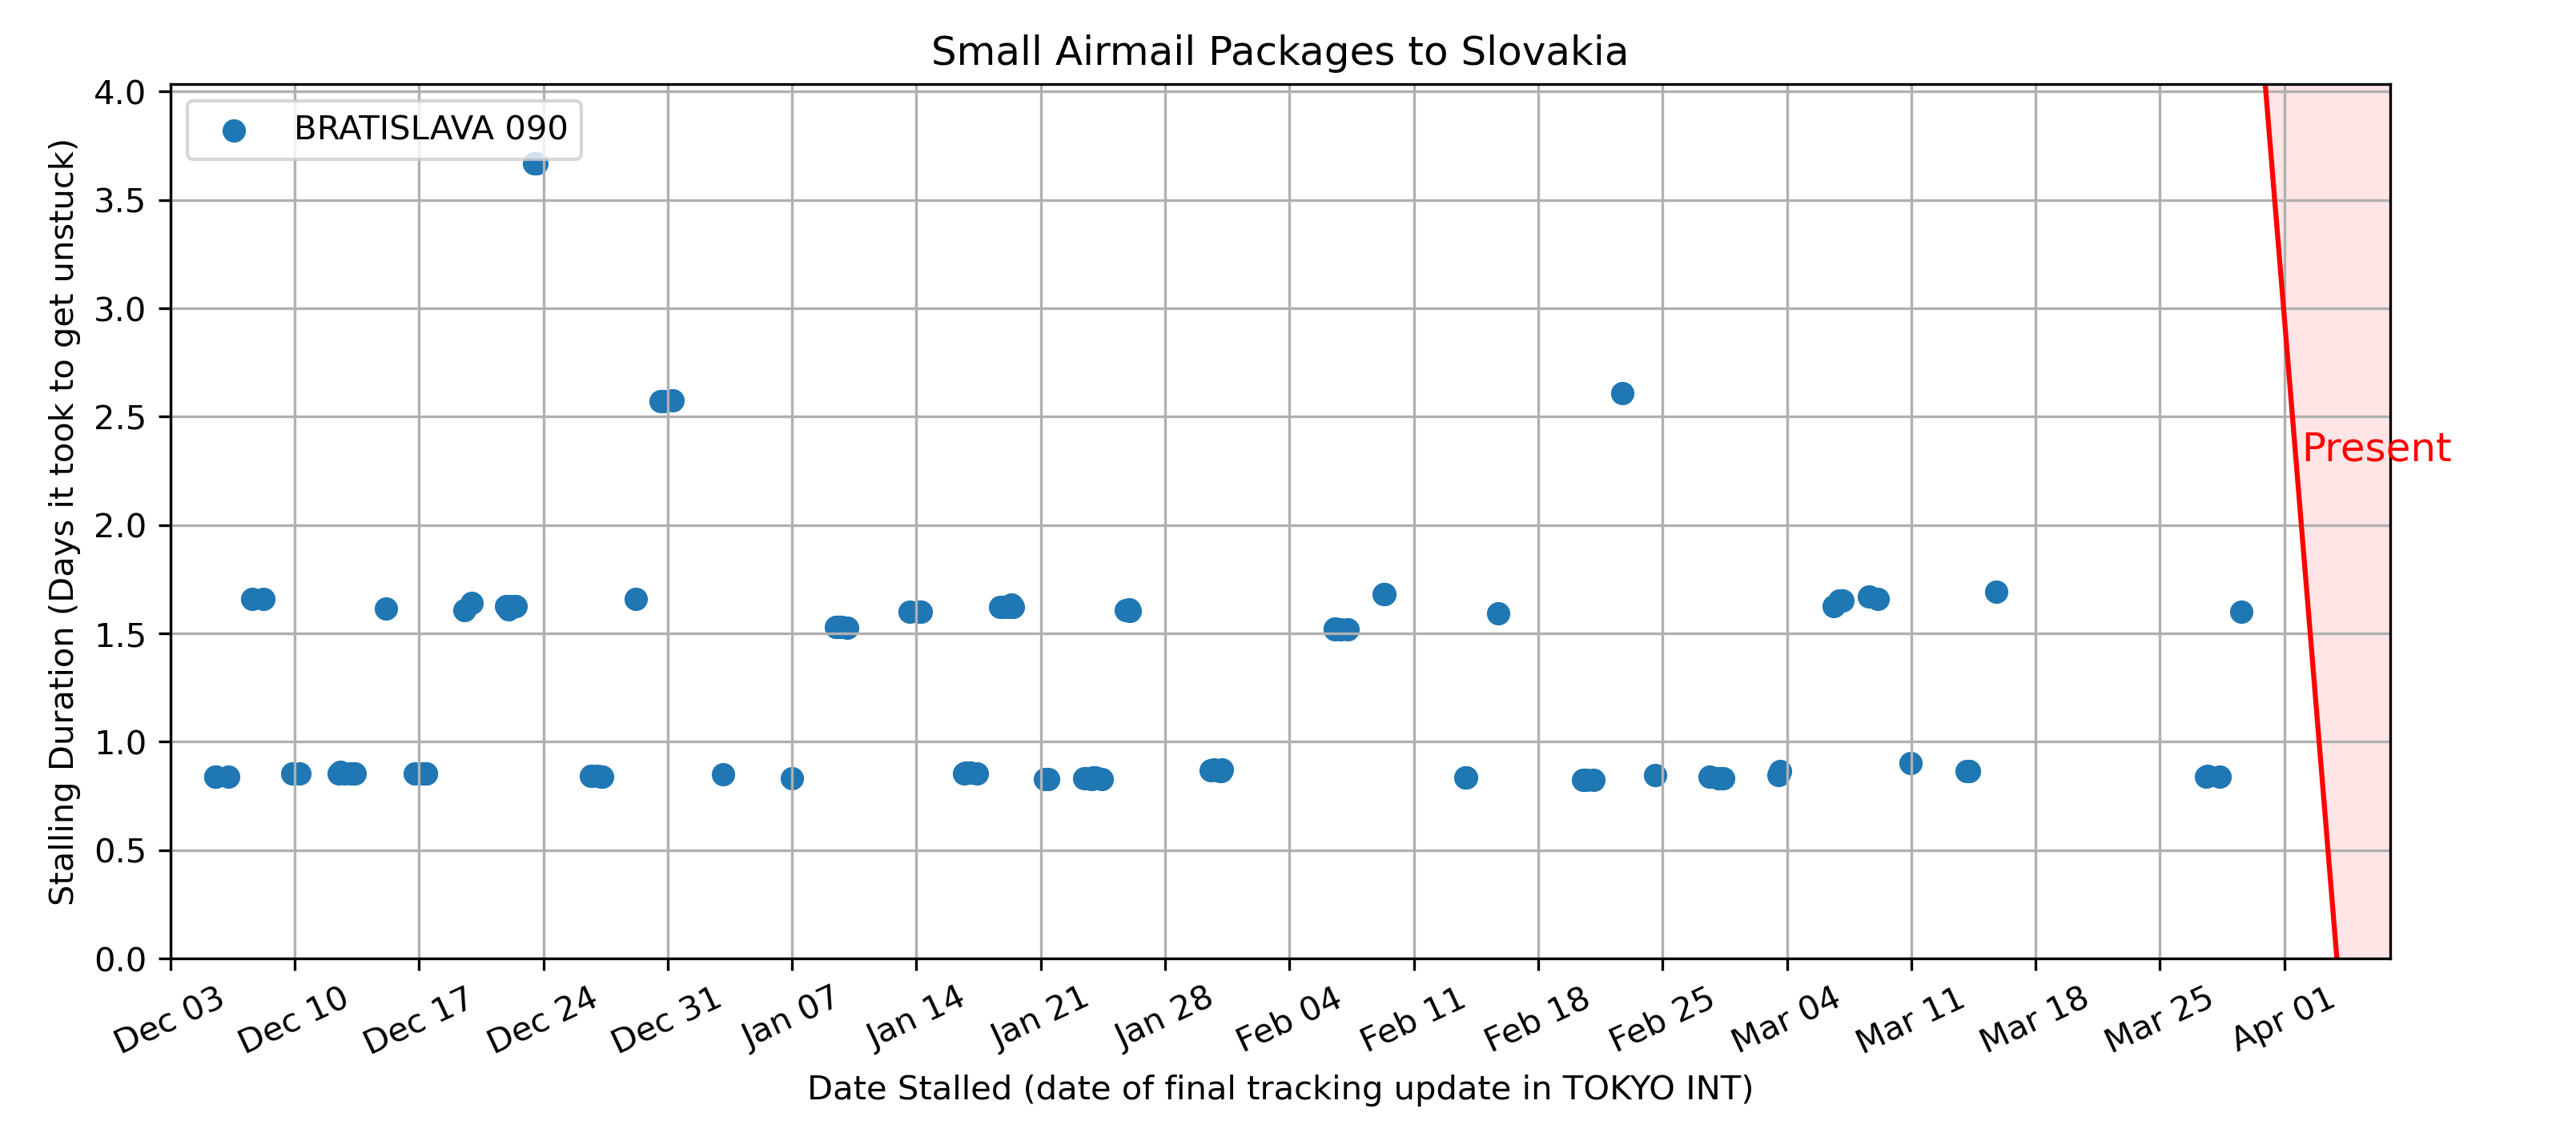 Small Airmail Packages to Slovakia
BRATISLAVA 090
Stalling Duration (Days it took to get unstuck)
4.0
3.5
3.0
2.5
2.0
1.5
1.0
0.5
0.0
Present
Dec 03
Dec 10
Dec 17
Dec 24
Dec 31
Jan 07
Jan 14
Jan 21
Jan 28
Feb 04
Feb 11
Feb 18
Feb 25
Mar 04
Mar 11
Mar 18
Mar 25
Apr 01
Date Stalled (date of final tracking update in TOKYO INT)